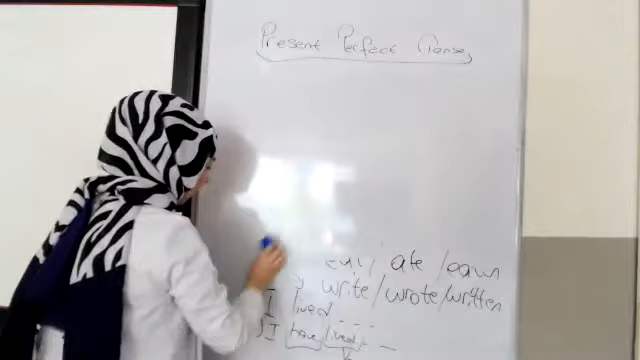 Present Perfect Tense
eat / ate / eaten
write / wrote / written
I lived - - -
I have lived - -